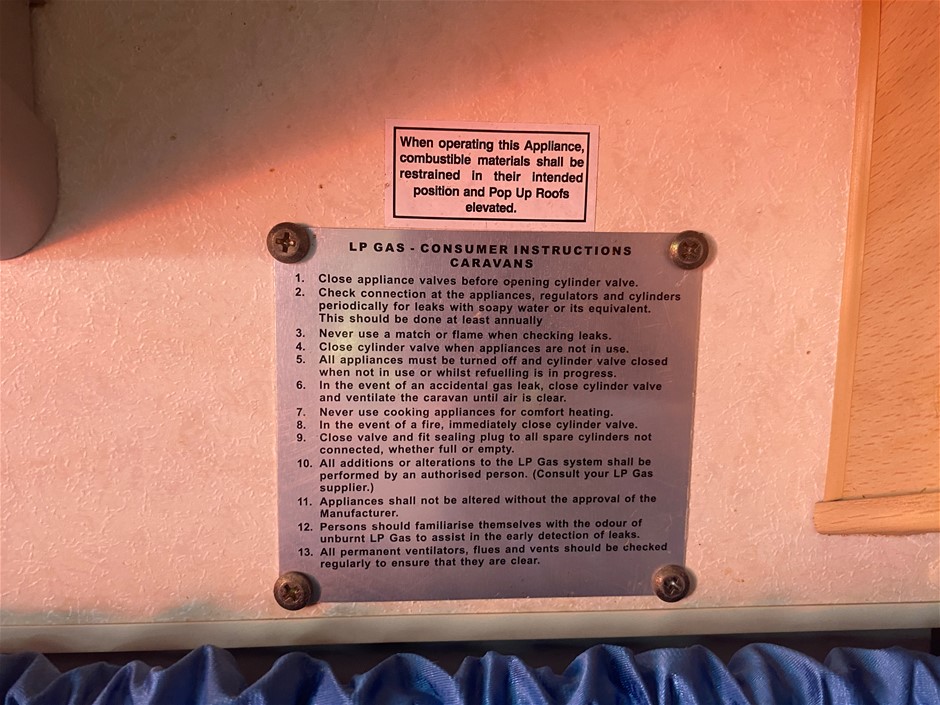 When operating this Appliance,
combustible materials shall be
restrained in their intended
position and Pop Up Roofs
elevated.
LP GAS - CONSUMER INSTRUCTIONS
CARAVANS
1. Close appliance valves before opening cylinder valve.
2. Check connection at the appliances, regulators and cylinders
periodically for leaks with soapy water or its equivalent.
This should be done at least annually
3. Never use a match or flame when checking leaks.
4. Close cylinder valve when appliances are not in use.
5. All appliances must be turned off and cylinder valve closed
when not in use or whilst refuelling is in progress.
6. In the event of an accidental gas leak, close cylinder valve
and ventilate the caravan until air is clear.
7. Never use cooking appliances for comfort heating.
8. In the event of a fire, immediately close cylinder valve.
9. Close valve and fit sealing plug to all spare cylinders not
connected, whether full or empty.
10. All additions or alterations to the LP Gas system shall be
performed by an authorised person. (Consult your LP Gas
supplier.)
11. Appliances shall not be altered without the approval of the
Manufacturer.
12. Persons should familiarise themselves with the odour of
unburnt LP Gas to assist in the early detection of leaks.
13. All permanent ventilators, flues and vents should be checked
regularly to ensure that they are clear.